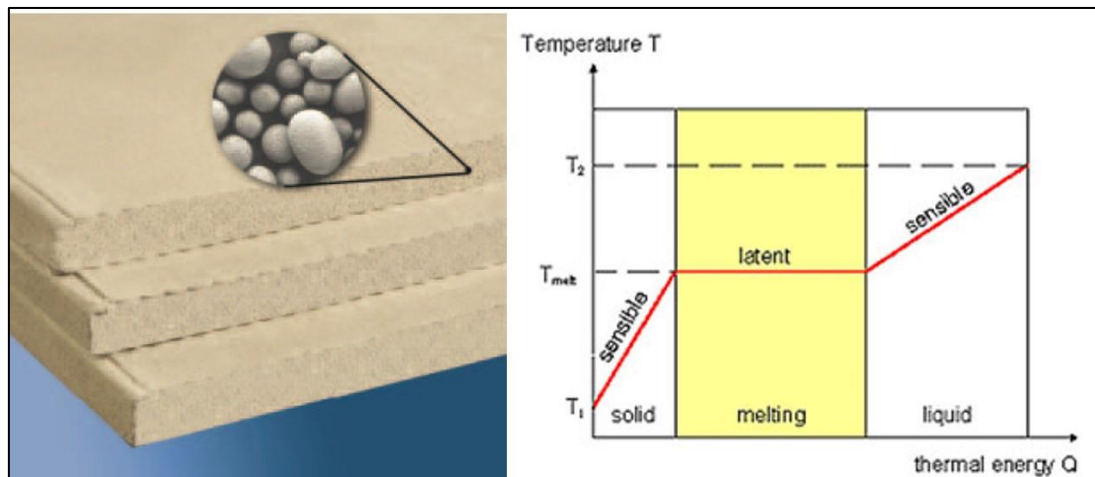 Temperature T
T2
sensible
latent
Tmelt
sensible
T1
solid melting liquid
thermal energy Q